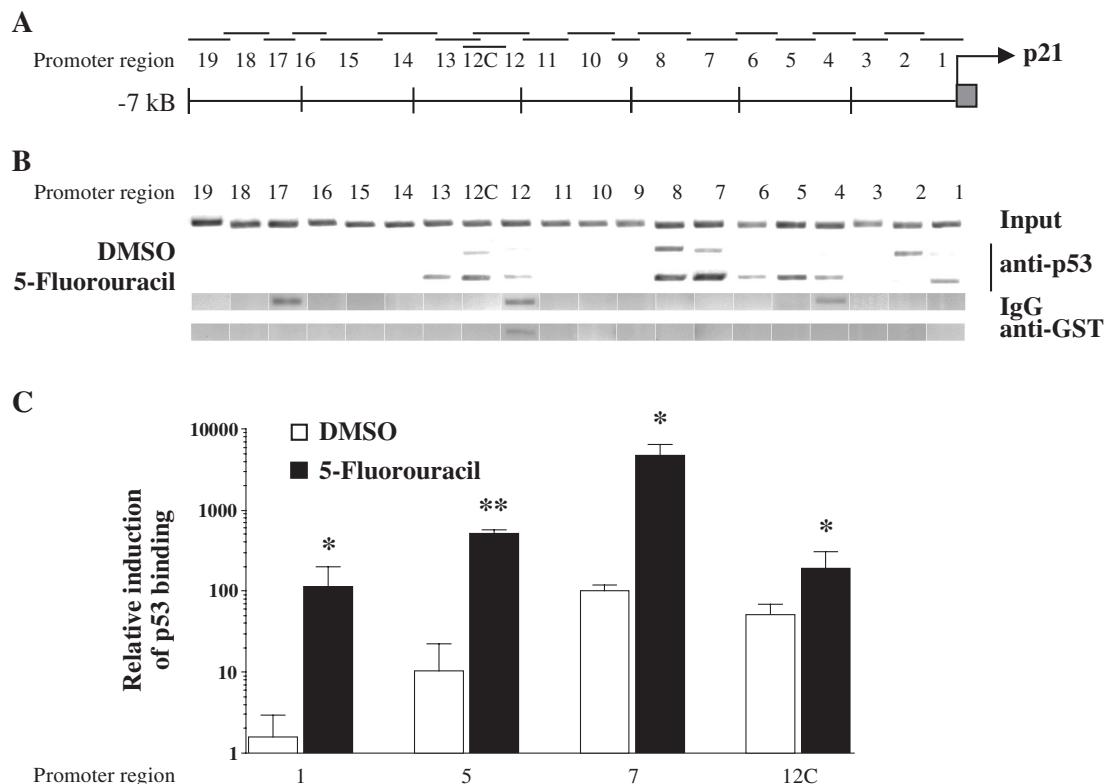 A
Promoter region 19 18 17 16 15 14 13 12C 12 11 10 9 8 7 6 5 4 3 2 1 p21
-7 kB
B
Promoter region 19 18 17 16 15 14 13 12C 12 11 10 9 8 7 6 5 4 3 2 1
Input
DMSO
anti-p53
5-Fluorouracil
IgG
anti-GST
C
Relative induction
of p53 binding
10000
1000
100
10
1
DMSO
5-Fluorouracil
* ** * *
Promoter region 1 5 7 12C